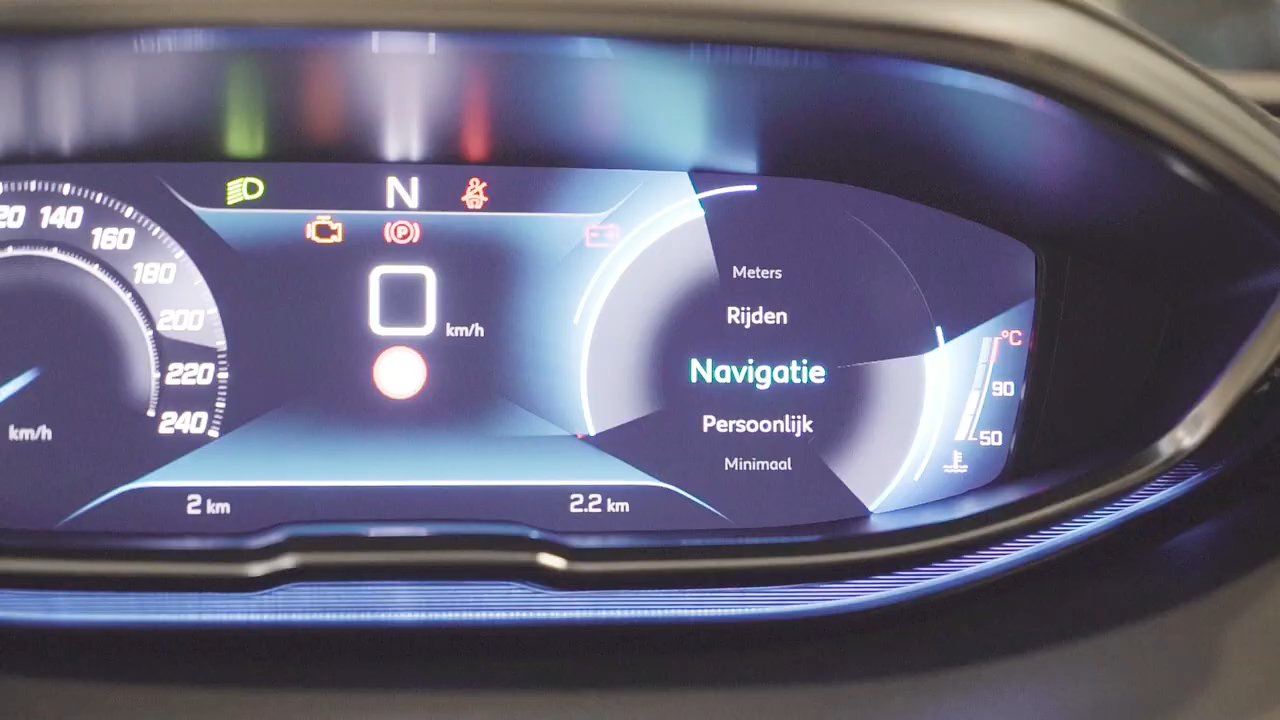 N
140
160
180
200
220
240
km/h
P
0
km/h
Meters
Rijden
Navigatie
Persoonlijk
Minimaal
°C
90
50
2 km
2.2 km